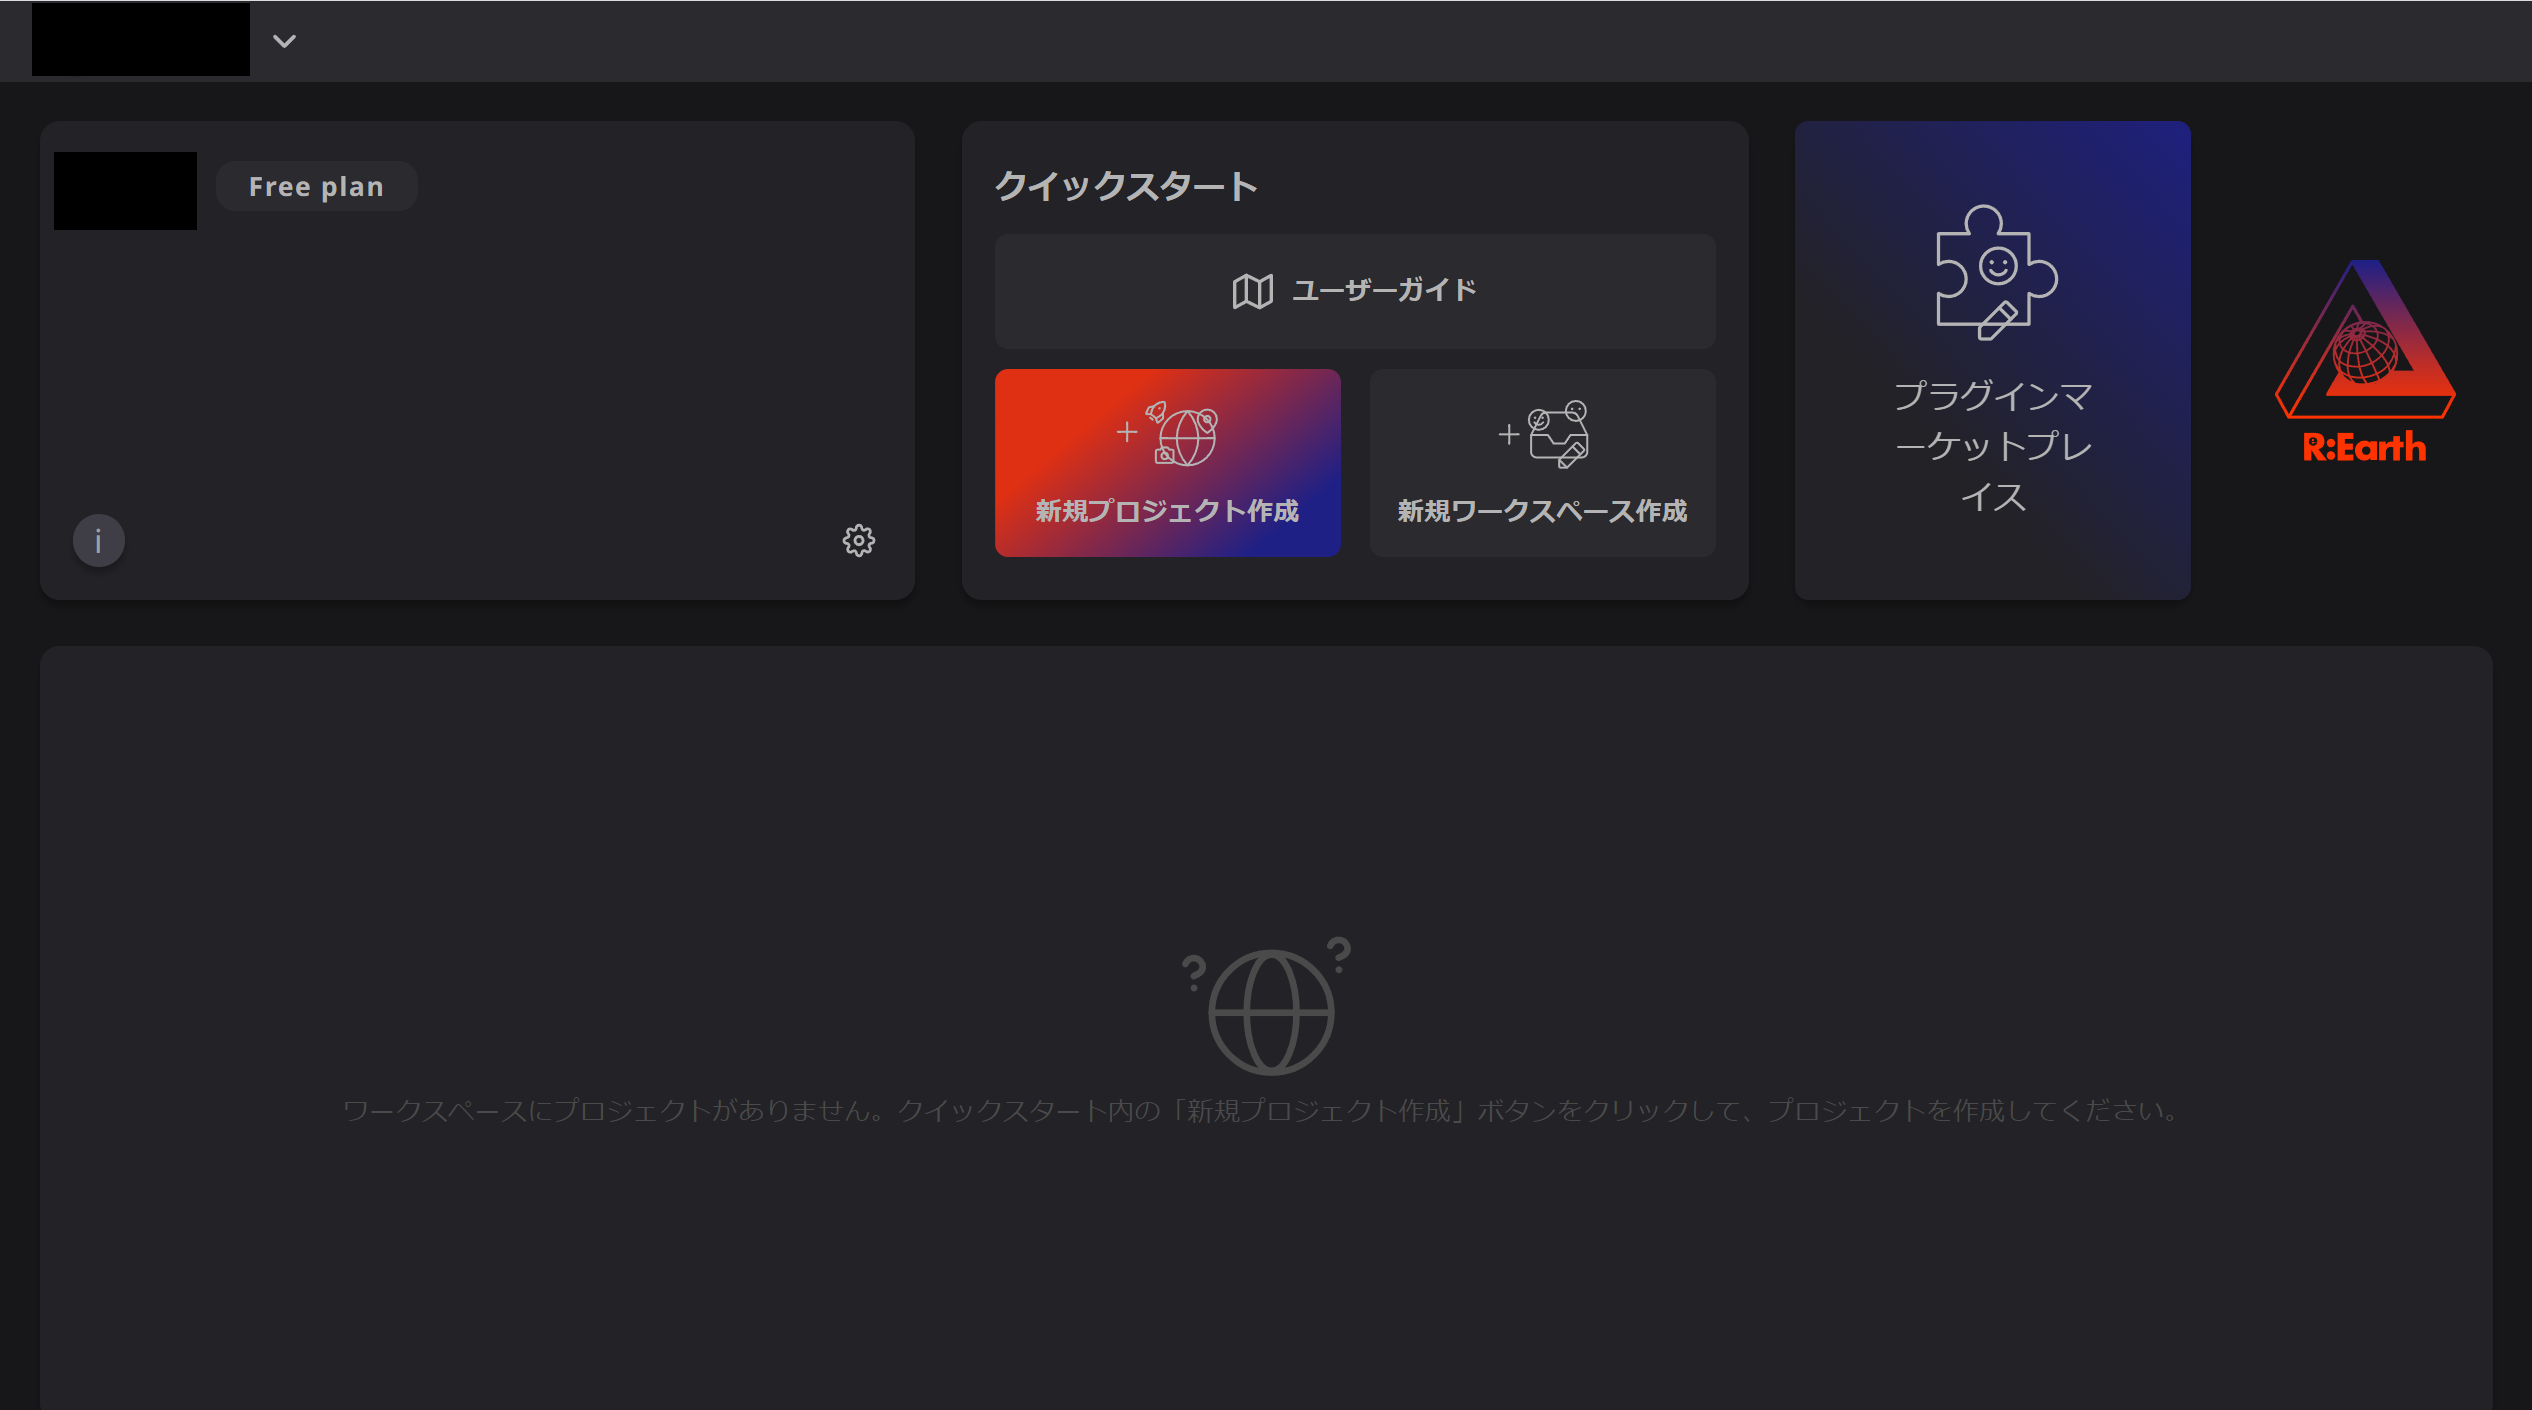 Free plan
i
クイックスタート
ユーザーガイド
新規プロジェクト作成
新規ワークスペース作成
プラグインマ
ーケットプレ
イス
R:Earth
ワークスペースにプロジェクトがありません。クイックスタート内の「新規プロジェクト作成」ボタンをクリックして、プロジェクトを作成してください。